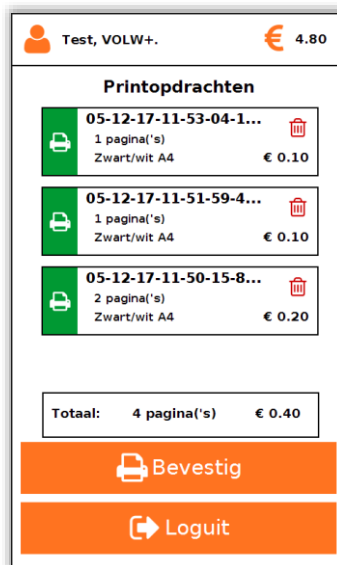 Test, VOLW+. € 4.80
Printopdrachten
05-12-17-11-53-04-1...
1 pagina('s)
Zwart/wit A4 € 0.10
05-12-17-11-51-59-4...
1 pagina('s)
Zwart/wit A4 € 0.10
05-12-17-11-50-15-8...
2 pagina('s)
Zwart/wit A4 € 0.20
Totaal: 4 pagina('s) € 0.40
Bevestig
Loguit